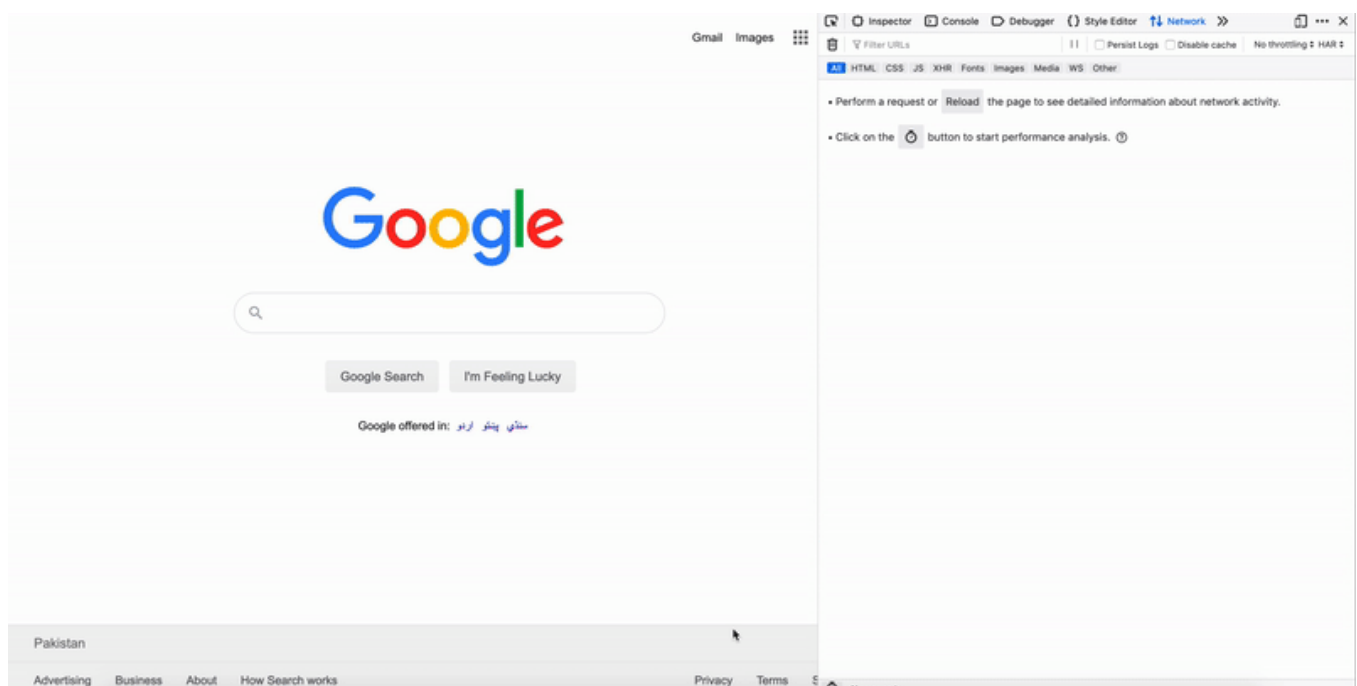 Gmail Images
Google
Google Search I'm Feeling Lucky
Google offered in: اردو پښتو سنڌي
Pakistan
Advertising Business About How Search works Privacy Terms
Inspector Console Debugger {} Style Editor Network
Filter URLs Persist Logs Disable cache No throttling HAR
All HTML CSS JS XHR Fonts Images Media WS Other
• Perform a request or Reload the page to see detailed information about network activity.
• Click on the button to start performance analysis.